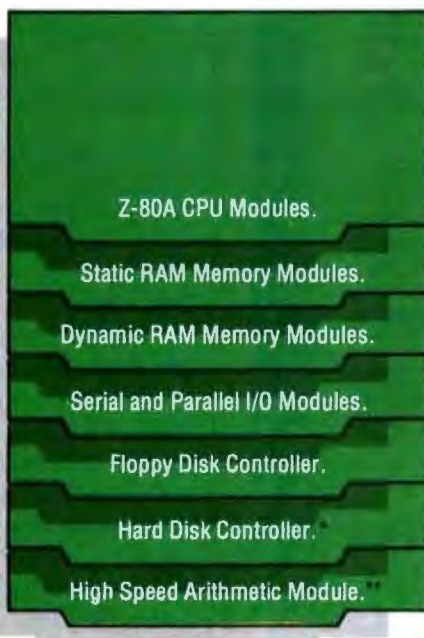 Z-80A CPU Modules.
Static RAM Memory Modules.
Dynamic RAM Memory Modules.
Serial and Parallel I/O Modules.
Floppy Disk Controller.
Hard Disk Controller.*
High Speed Arithmetic Module.**